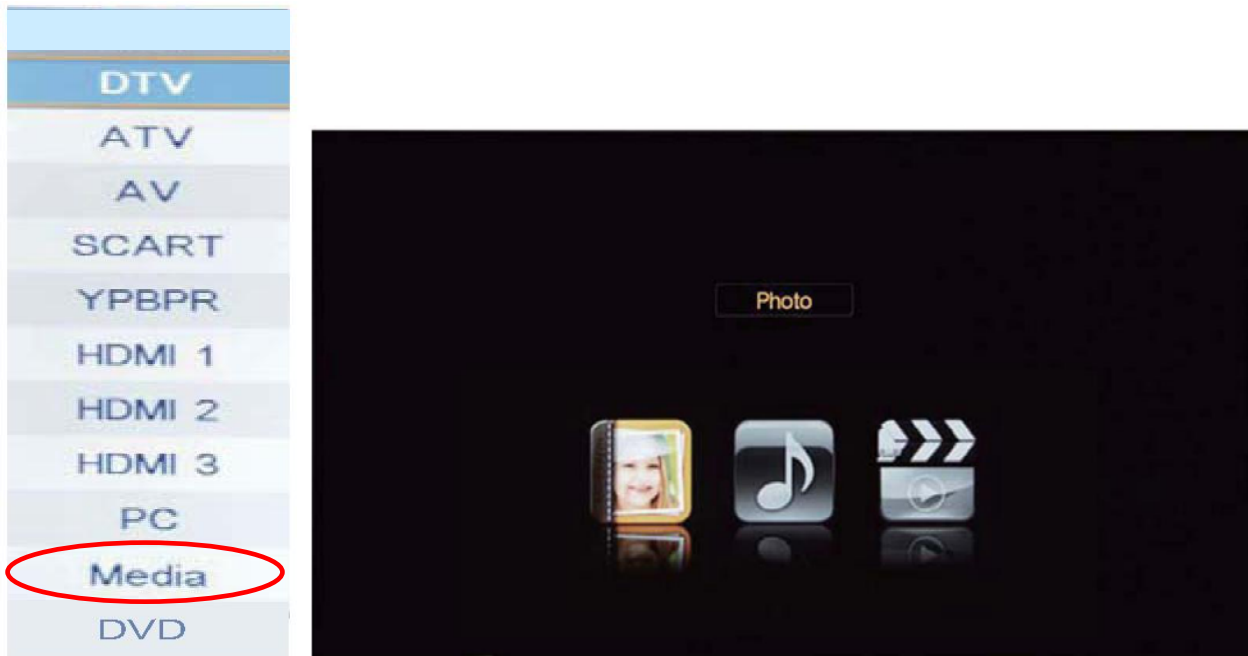 DTV
ATV
AV
SCART
YPBPR
HDMI 1
HDMI 2
HDMI 3
PC
Media
DVD
Photo